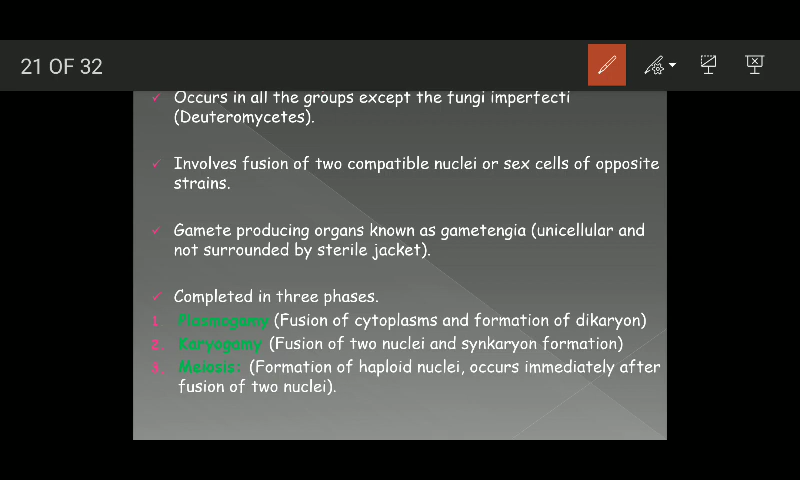 21 OF 32
✓ Occurs in all the groups except the fungi imperfecti
(Deuteromycetes).
✓ Involves fusion of two compatible nuclei or sex cells of opposite
strains.
✓ Gamete producing organs known as gametengia (unicellular and
not surrounded by sterile jacket).
✓ Completed in three phases.
1. Plasmogamy (Fusion of cytoplasms and formation of dikaryon)
2. Karyogamy (Fusion of two nuclei and synkaryon formation)
3. Meiosis: (Formation of haploid nuclei, occurs immediately after
fusion of two nuclei).